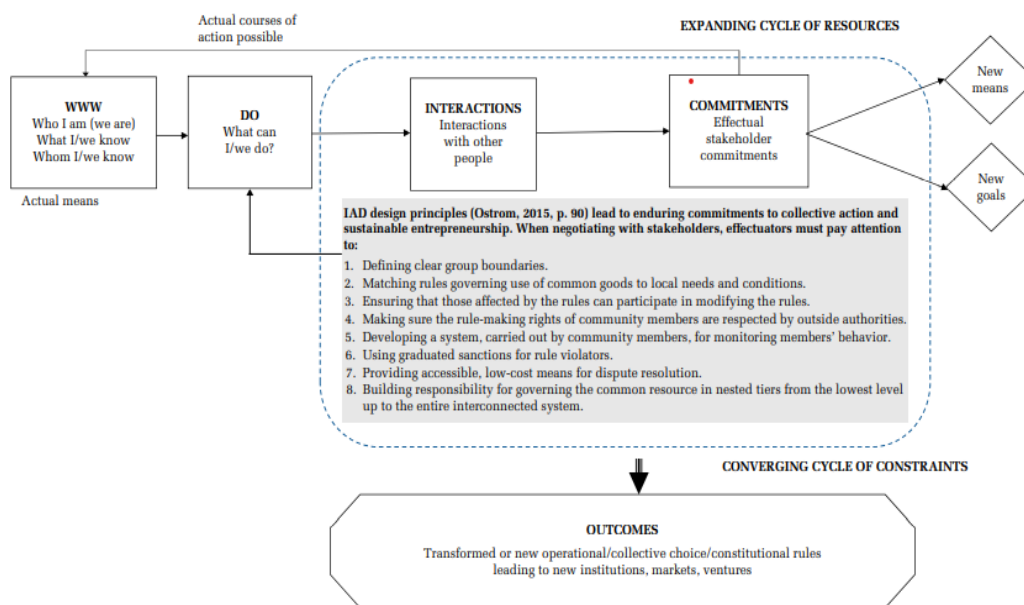 Actual courses of
action possible
EXPANDING CYCLE OF RESOURCES
WWW
Who I am (we are)
What I/we know
Whom I/we know
Actual means
DO
What can
I/we do?
INTERACTIONS
Interactions
with other
people
COMMITMENTS
Effectual
stakeholder
commitments
New
means
New
goals
IAD design principles (Ostrom, 2015, p. 90) lead to enduring commitments to collective action and
sustainable entrepreneurship. When negotiating with stakeholders, effectuators must pay attention
to:
1. Defining clear group boundaries.
2. Matching rules governing use of common goods to local needs and conditions.
3. Ensuring that those affected by the rules can participate in modifying the rules.
4. Making sure the rule-making rights of community members are respected by outside authorities.
5. Developing a system, carried out by community members, for monitoring members' behavior.
6. Using graduated sanctions for rule violators.
7. Providing accessible, low-cost means for dispute resolution.
8. Building responsibility for governing the common resource in nested tiers from the lowest level
up to the entire interconnected system.
CONVERGING CYCLE OF CONSTRAINTS
OUTCOMES
Transformed or new operational/collective choice/constitutional rules
leading to new institutions, markets, ventures